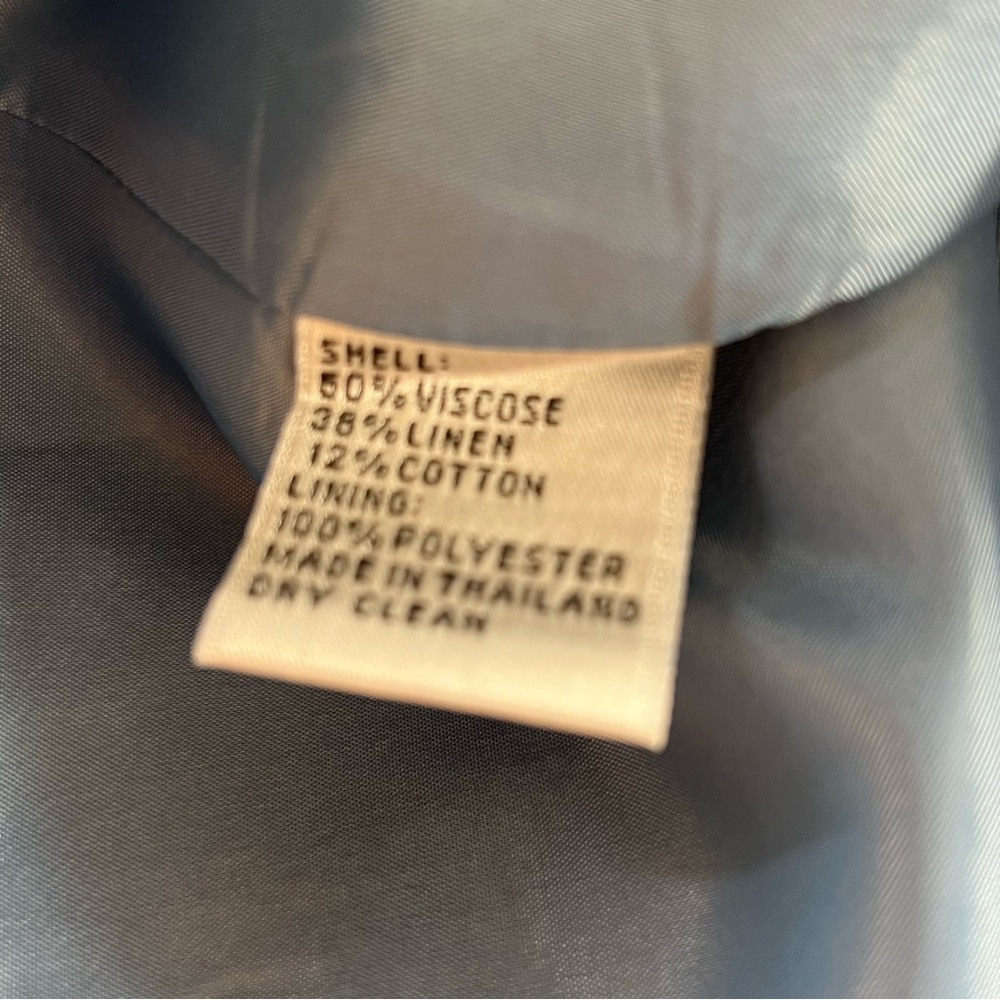 SHELL:
50% VISCOSE
38% LINEN
12% COTTON
LINING:
100% POLYESTER
MADE IN THAILAND
DRY CLEAN